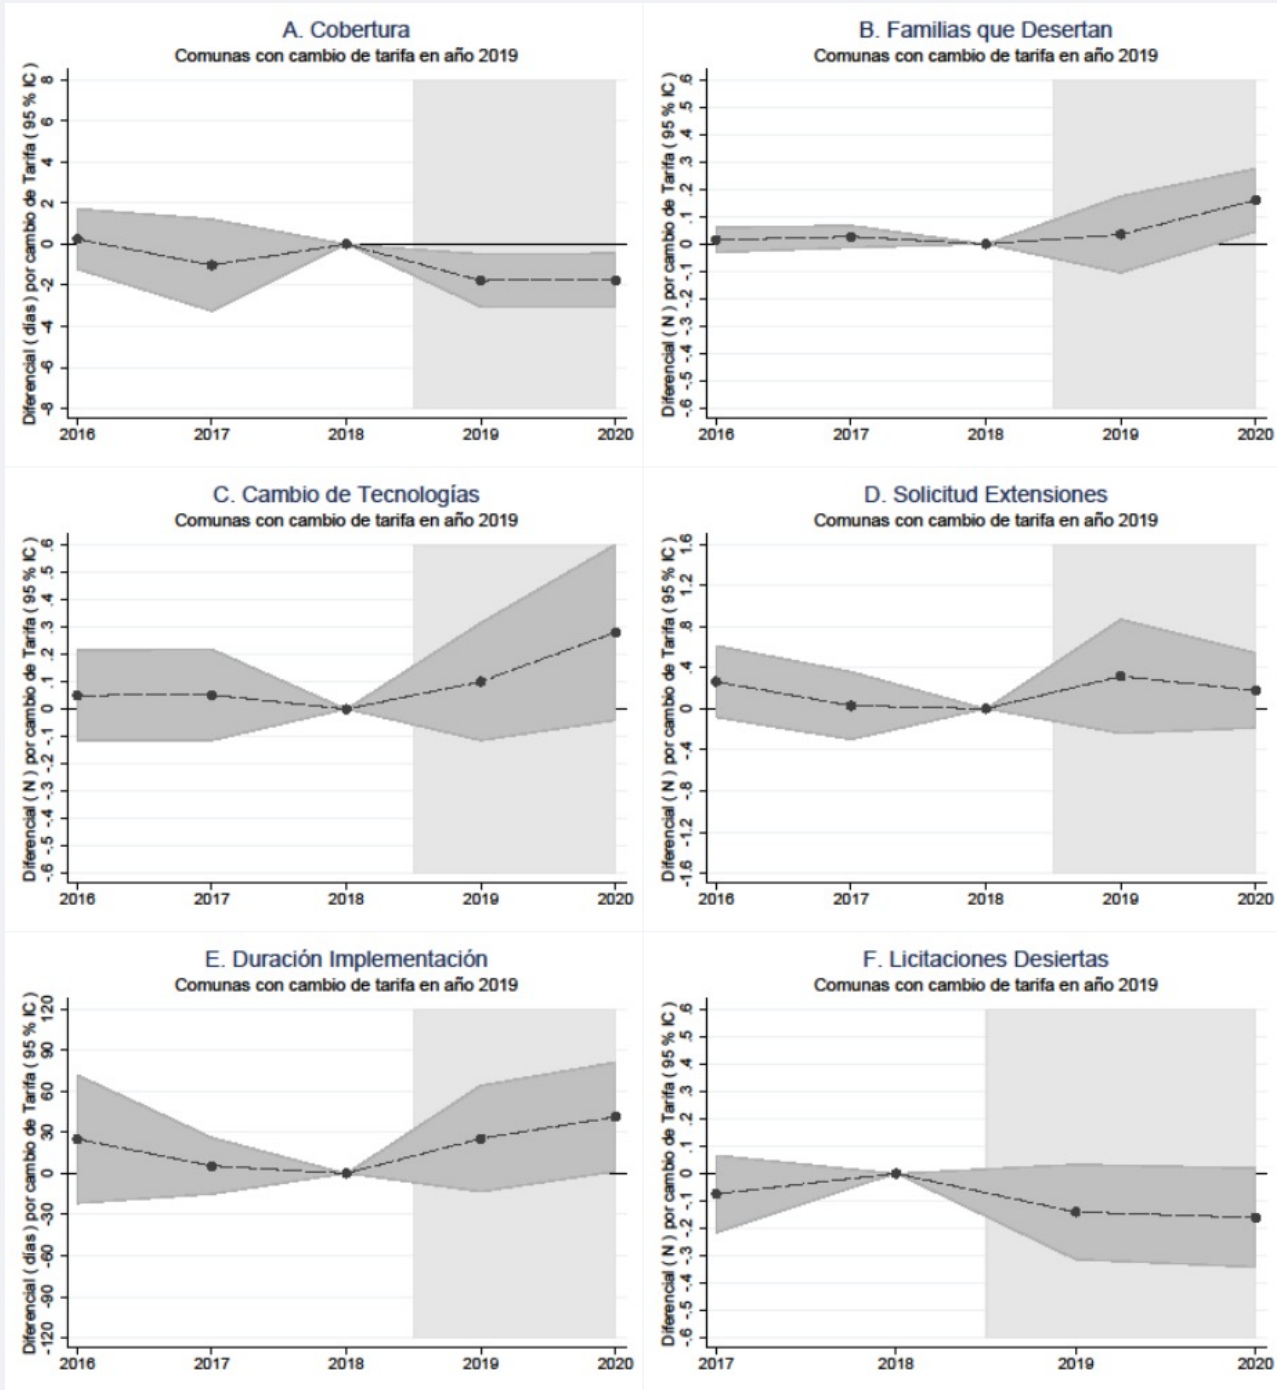 A. Cobertura
Comunas con cambio de tarifa en año 2019
Diferencial ( días ) por cambio de Tarifa ( 95 % IC )
8
6
4
2
0
-2
-4
-6
-8
2016 2017 2018 2019 2020
B. Familias que Desertan
Comunas con cambio de tarifa en año 2019
Diferencial ( N ) por cambio de Tarifa ( 95 % IC )
.6
.5
.4
.3
.2
.1
0
-.1
-.2
-.3
-.4
-.5
-.6
2016 2017 2018 2019 2020
C. Cambio de Tecnologías
Comunas con cambio de tarifa en año 2019
Diferencial ( N ) por cambio de Tarifa ( 95 % IC )
.6
.5
.4
.3
.2
.1
0
-.1
-.2
-.3
-.4
-.5
-.6
2016 2017 2018 2019 2020
D. Solicitud Extensiones
Comunas con cambio de tarifa en año 2019
Diferencial ( N ) por cambio de Tarifa ( 95 % IC )
1.6
1.2
.8
.4
0
-.4
-.8
-1.2
-1.6
2016 2017 2018 2019 2020
E. Duración Implementación
Comunas con cambio de tarifa en año 2019
Diferencial ( días ) por cambio de Tarifa ( 95 % IC )
120
90
60
30
0
-30
-60
-90
-120
2016 2017 2018 2019 2020
F. Licitaciones Desiertas
Comunas con cambio de tarifa en año 2019
Diferencial ( N ) por cambio de Tarifa ( 95 % IC )
.6
.5
.4
.3
.2
.1
0
-.1
-.2
-.3
-.4
-.5
-.6
2017 2018 2019 2020